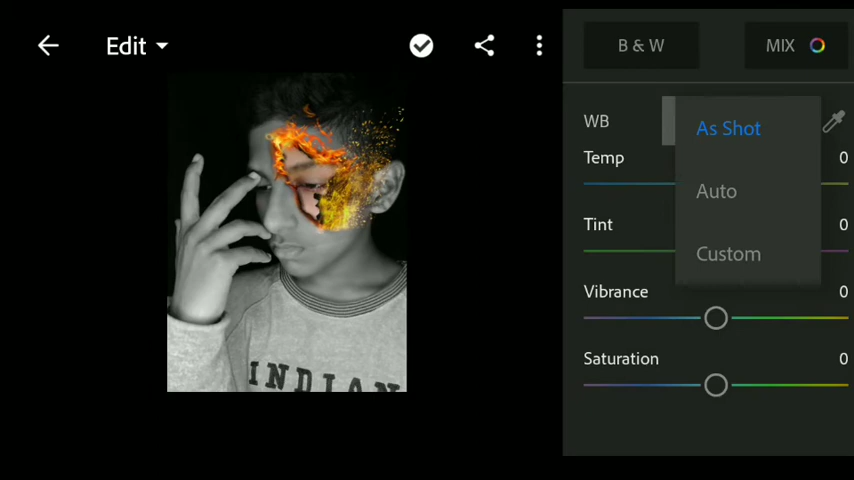 Edit
B & W
MIX
WB
As Shot
Temp
0
Auto
Tint
0
Custom
Vibrance
0
Saturation
0
INDIAN